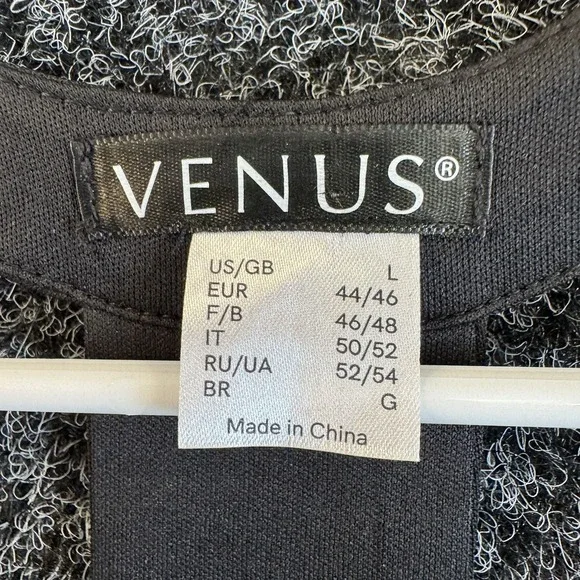 VENUS®
US/GB L
EUR 44/46
F/B 46/48
IT 50/52
RU/UA 52/54
BR G
Made in China